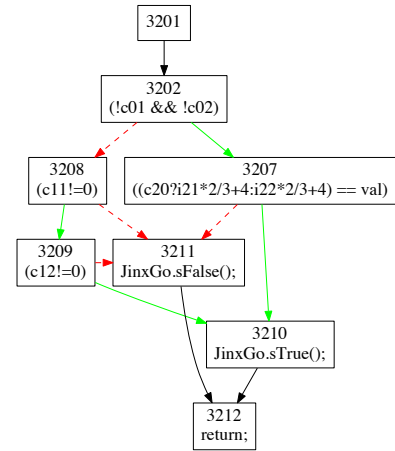 3201
3202
(!c01 && !c02)
3208
(c11!=0)
3207
((c20?i21*2/3+4:i22*2/3+4) == val)
3209
(c12!=0)
3211
JinxGo.sFalse();
3210
JinxGo.sTrue();
3212
return;